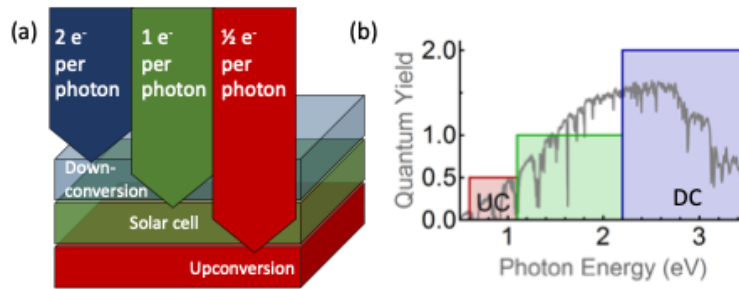 (a)
2 e⁻
per
photon
1 e⁻
per
photon
½ e⁻
per
photon
Down-
conversion
Solar cell
Upconversion
(b)
Quantum Yield
2.0
1.0
0.5
0.0
UC
DC
1
2
3
Photon Energy (eV)